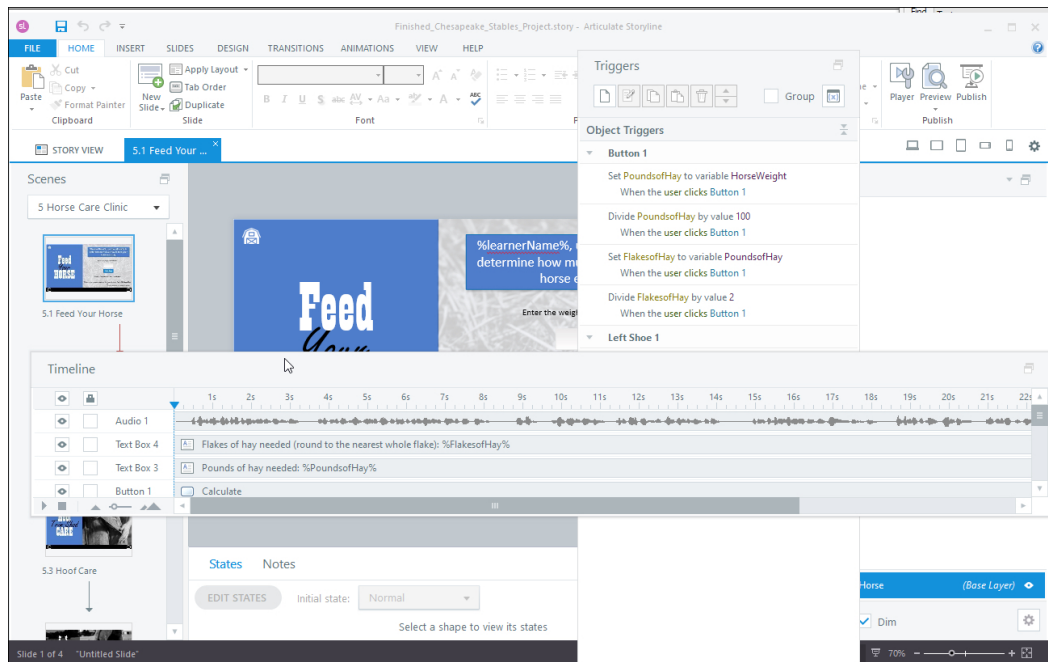 Finished_Chesapeake_Stables_Project.story - Articulate Storyline
FILE HOME INSERT SLIDES DESIGN TRANSITIONS ANIMATIONS VIEW HELP
Paste
Cut
Copy
Format Painter
Clipboard
New Slide
Apply Layout
Tab Order
Duplicate
Slide
B I U S abc AV Aa A
Font
Player Preview Publish
Publish
STORY VIEW
5.1 Feed Your ...
Scenes
5 Horse Care Clinic
Feed
HORSE
5.1 Feed Your Horse
Feed
Your
%learnerName%,
determine how
horse
Enter the
Triggers
Group
Object Triggers
Button 1
Set PoundsofHay to variable HorseWeight
When the user clicks Button 1
Divide PoundsofHay by value 100
When the user clicks Button 1
Set FlakesofHay to variable PoundsofHay
When the user clicks Button 1
Divide FlakesofHay by value 2
When the user clicks Button 1
Left Shoe 1
Timeline
1s 2s 3s 4s 5s 6s 7s 8s 9s 10s 11s 12s 13s 14s 15s 16s 17s 18s 19s 20s 21s
Audio 1
Text Box 4 Flakes of hay needed (round to the nearest whole flake): %FlakesofHay%
Text Box 3 Pounds of hay needed: %PoundsofHay%
Button 1 Calculate
CARE
5.3 Hoof Care
States Notes
EDIT STATES Initial state: Normal
Select a shape to view its states
Horse (Base Layer)
Dim
Slide 1 of 4 "Untitled Slide" 70%